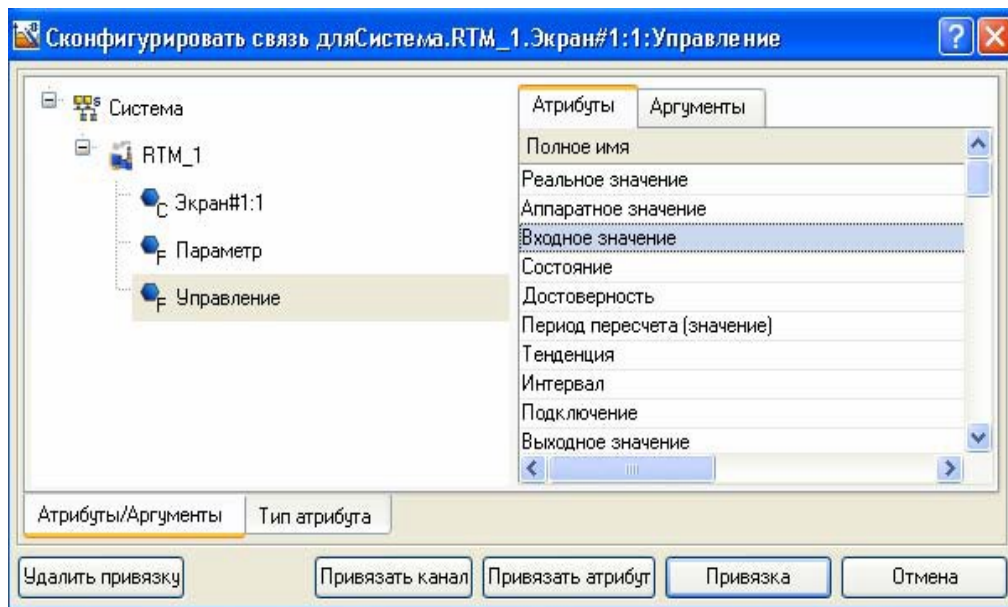 Сконфигурировать связь дляСистема.RTM_1.Экран#1:1:Управление
Система
RTM_1
Экран#1:1
Параметр
Управление
Атрибуты Аргументы
Полное имя
Реальное значение
Аппаратное значение
Входное значение
Состояние
Достоверность
Период пересчета (значение)
Тенденция
Интервал
Подключение
Выходное значение
Атрибуты/Аргументы Тип атрибута
Удалить привязку Привязать канал Привязать атрибут Привязка Отмена